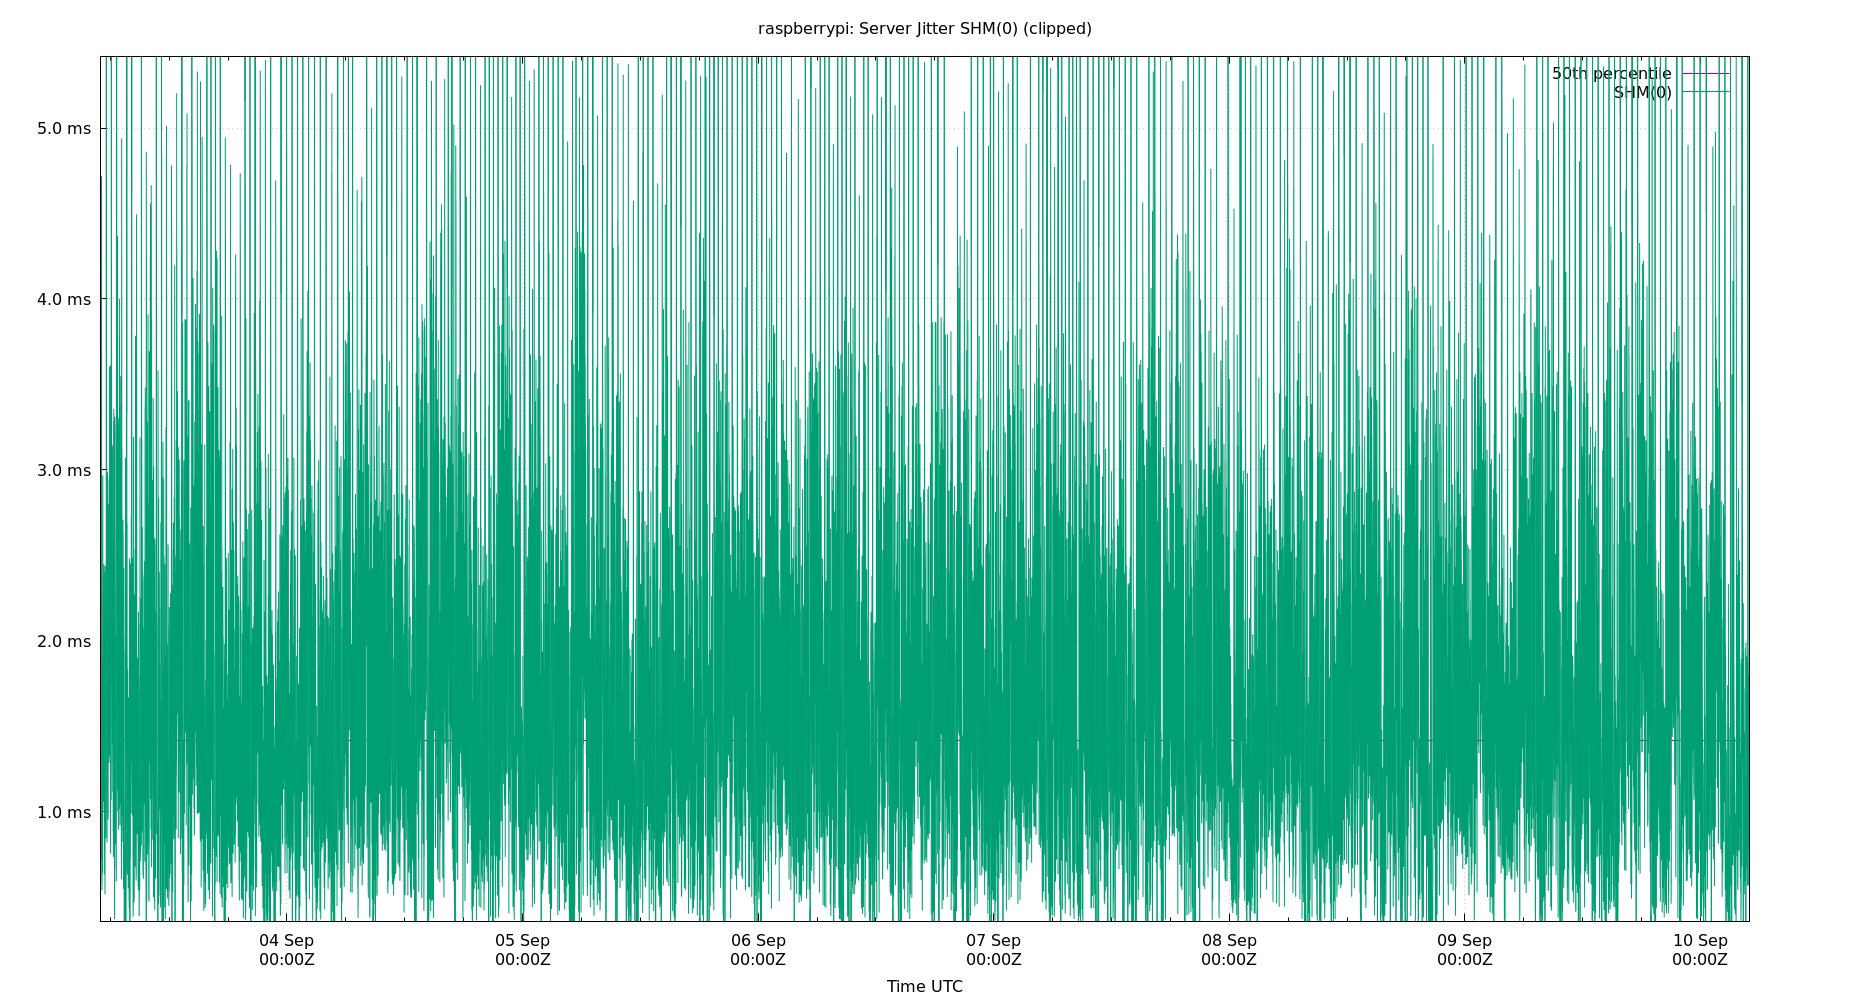 raspberrypi: Server Jitter SHM(0) (clipped)
50th percentile
SHM(0)
5.0 ms
4.0 ms
3.0 ms
2.0 ms
1.0 ms
04 Sep 05 Sep 06 Sep 07 Sep 08 Sep 09 Sep 10 Sep
00:00Z 00:00Z 00:00Z 00:00Z 00:00Z 00:00Z 00:00Z
Time UTC